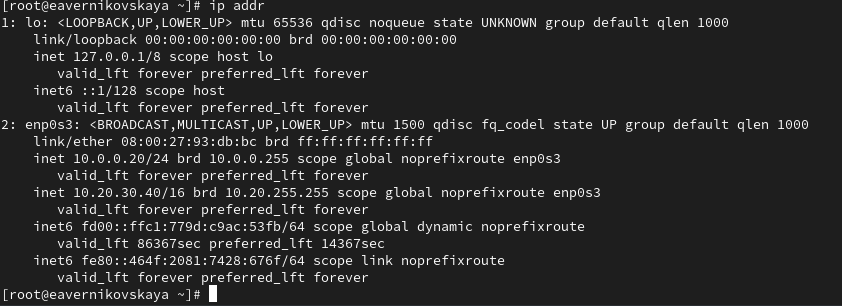 [root@eavernikovskaya ~]# ip addr
1: lo: <LOOPBACK,UP,LOWER_UP> mtu 65536 qdisc noqueue state UNKNOWN group default qlen 1000
    link/loopback 00:00:00:00:00:00 brd 00:00:00:00:00:00
    inet 127.0.0.1/8 scope host lo
       valid_lft forever preferred_lft forever
    inet6 ::1/128 scope host
       valid_lft forever preferred_lft forever
2: enp0s3: <BROADCAST,MULTICAST,UP,LOWER_UP> mtu 1500 qdisc fq_codel state UP group default qlen 1000
    link/ether 08:00:27:93:db:bc brd ff:ff:ff:ff:ff:ff
    inet 10.0.0.20/24 brd 10.0.0.255 scope global noprefixroute enp0s3
       valid_lft forever preferred_lft forever
    inet 10.20.30.40/16 brd 10.20.255.255 scope global noprefixroute enp0s3
       valid_lft forever preferred_lft forever
    inet6 fd00::ffc1:779d:c9ac:53fb/64 scope global dynamic noprefixroute
       valid_lft 86367sec preferred_lft 14367sec
    inet6 fe80::464f:2081:7428:676f/64 scope link noprefixroute
       valid_lft forever preferred_lft forever
[root@eavernikovskaya ~]#